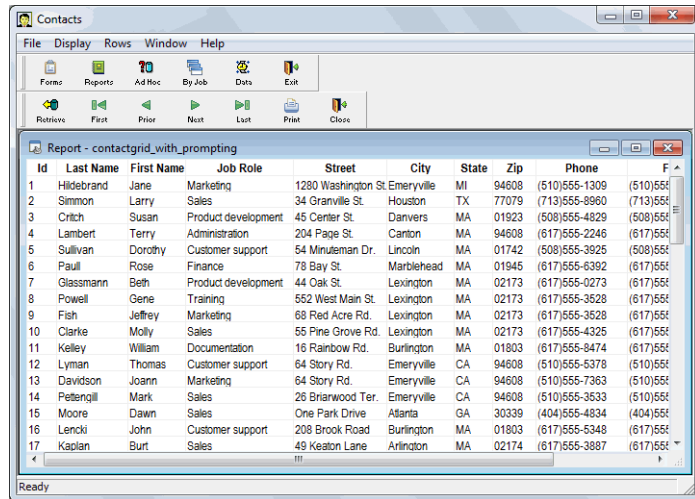 Contacts
File Display Rows Window Help
Forms Reports Ad Hoc By Job Data Exit
Retrieve First Prior Next Last Print Close
Report - contactgrid_with_prompting
Id Last Name First Name Job Role Street City State Zip Phone F
1 Hildebrand Jane Marketing 1280 Washington St. Emeryville MI 94608 (510)555-1309 (510)555
2 Simmon Larry Sales 34 Granville St. Houston TX 77079 (713)555-8960 (713)555
3 Critch Susan Product development 45 Center St. Danvers MA 01923 (508)555-4829 (508)555
4 Lambert Terry Administration 204 Page St. Canton MA 94608 (617)555-2246 (617)555
5 Sullivan Dorothy Customer support 54 Minuteman Dr. Lincoln MA 01742 (508)555-3925 (508)555
6 Paull Rose Finance 78 Bay St. Marblehead MA 01945 (617)555-6392 (617)555
7 Glassmann Beth Product development 44 Oak St. Lexington MA 02173 (617)555-0273 (617)555
8 Powell Gene Training 552 West Main St. Lexington MA 02173 (617)555-3528 (617)555
9 Fish Jeffrey Marketing 68 Red Acre Rd. Lexington MA 02173 (617)555-3528 (617)555
10 Clarke Molly Sales 55 Pine Grove Rd. Lexington MA 02173 (617)555-4325 (617)555
11 Kelley William Documentation 16 Rainbow Rd. Burlington MA 01803 (617)555-8474 (617)555
12 Lyman Thomas Customer support 64 Story Rd. Emeryville CA 94608 (510)555-5378 (510)555
13 Davidson Joann Marketing 64 Story Rd. Emeryville CA 94608 (510)555-7363 (510)555
14 Pettengill Mark Sales 26 Briarwood Ter. Emeryville CA 94608 (510)555-3533 (510)555
15 Moore Dawn Sales One Park Drive Atlanta GA 30339 (404)555-4834 (404)555
16 Lencki John Customer support 208 Brook Road Burlington MA 01803 (617)555-5348 (617)555
17 Kaplan Burt Sales 49 Keaton Lane Arlington MA 02174 (617)555-3887 (617)555
Ready